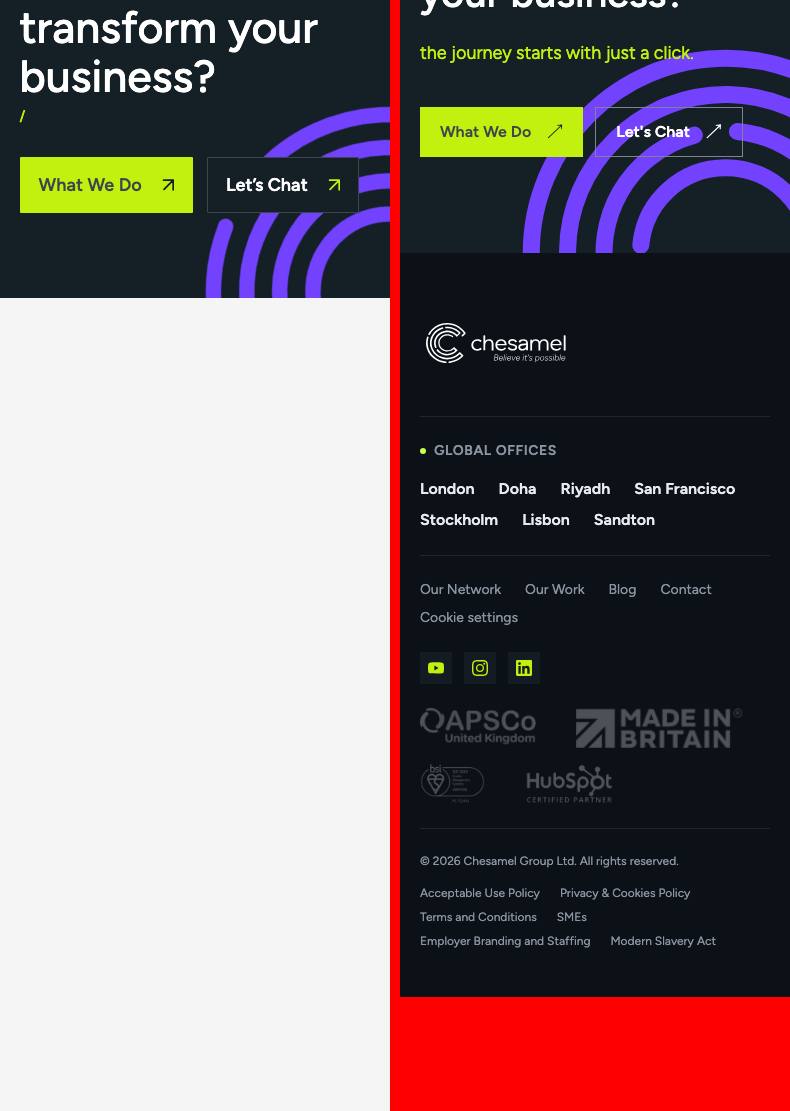 transform your
business?
/
What We Do
Let's Chat
your business?
the journey starts with just a click.
What We Do
Let's Chat
chesamel
Believe it's possible
GLOBAL OFFICES
London Doha Riyadh San Francisco
Stockholm Lisbon Sandton
Our Network Our Work Blog Contact
Cookie settings
in
APSCo
United Kingdom
MADE IN®
BRITAIN
bsi
HubSpot
CERTIFIED PARTNER
© 2026 Chesamel Group Ltd. All rights reserved.
Acceptable Use Policy Privacy & Cookies Policy
Terms and Conditions SMEs
Employer Branding and Staffing Modern Slavery Act